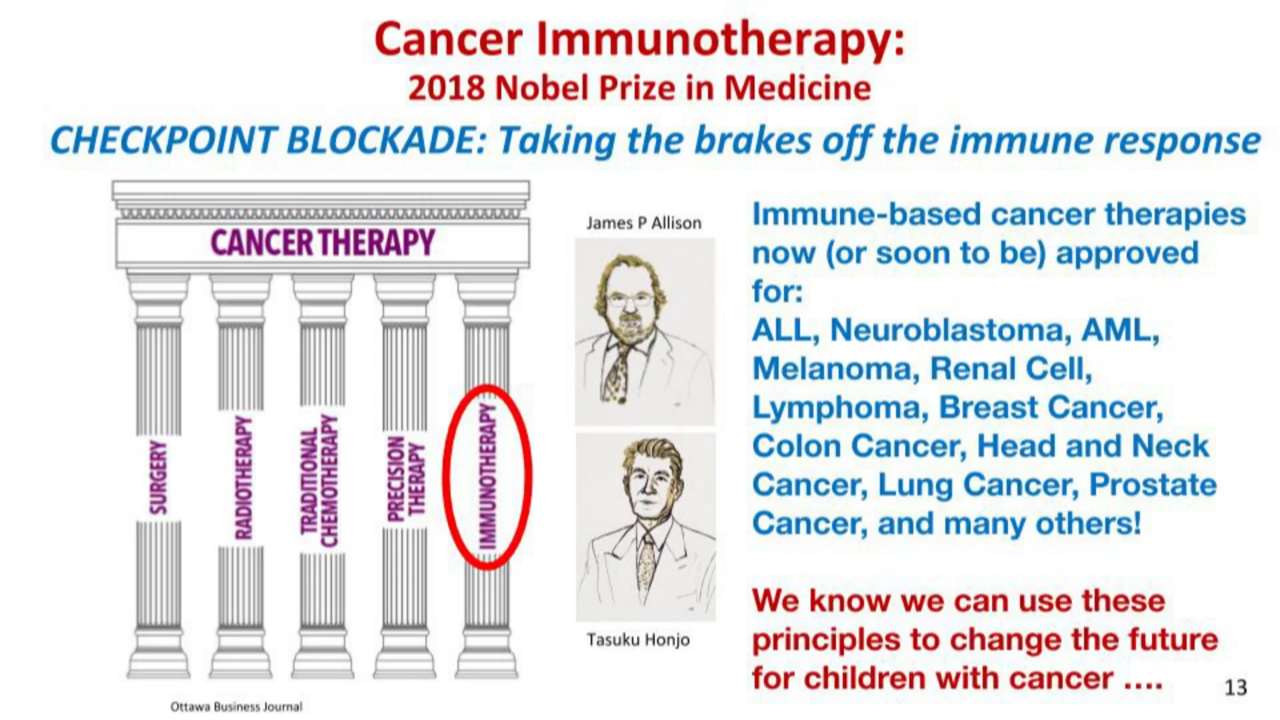 Cancer Immunotherapy:
2018 Nobel Prize in Medicine
CHECKPOINT BLOCKADE: Taking the brakes off the immune response
CANCER THERAPY
SURGERY
RADIOTHERAPY
TRADITIONAL
CHEMOTHERAPY
PRECISION
THERAPY
IMMUNOTHERAPY
Ottawa Business Journal
James P Allison
Tasuku Honjo
Immune-based cancer therapies
now (or soon to be) approved
for:
ALL, Neuroblastoma, AML,
Melanoma, Renal Cell,
Lymphoma, Breast Cancer,
Colon Cancer, Head and Neck
Cancer, Lung Cancer, Prostate
Cancer, and many others!
We know we can use these
principles to change the future
for children with cancer ....
13